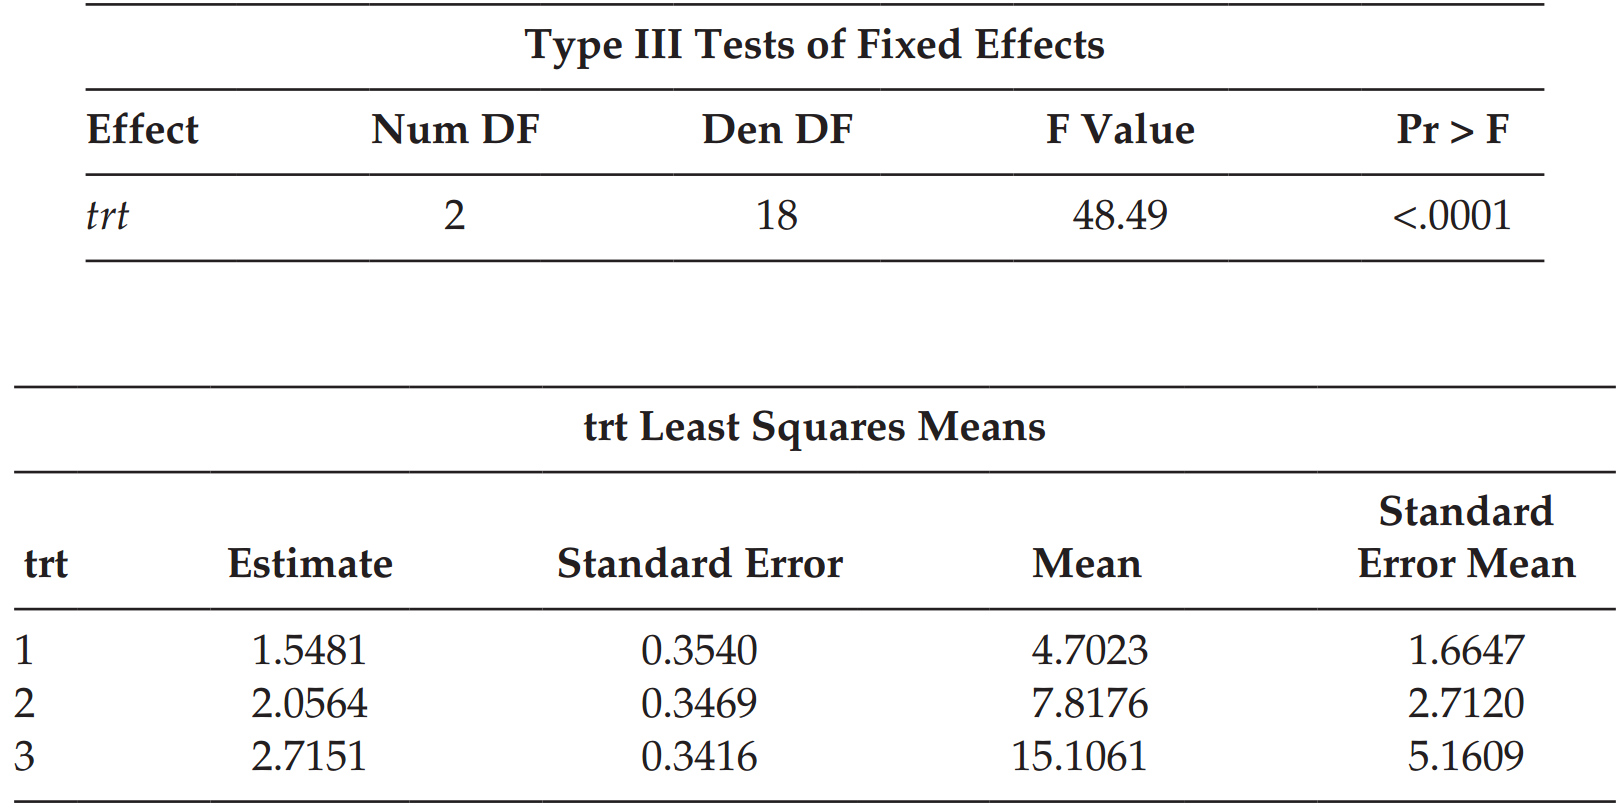 Type III Tests of Fixed Effects
Effect Num DF Den DF F Value Pr > F
trt 2 18 48.49 <.0001
trt Least Squares Means
Standard
trt Estimate Standard Error Mean Error Mean
1 1.5481 0.3540 4.7023 1.6647
2 2.0564 0.3469 7.8176 2.7120
3 2.7151 0.3416 15.1061 5.1609